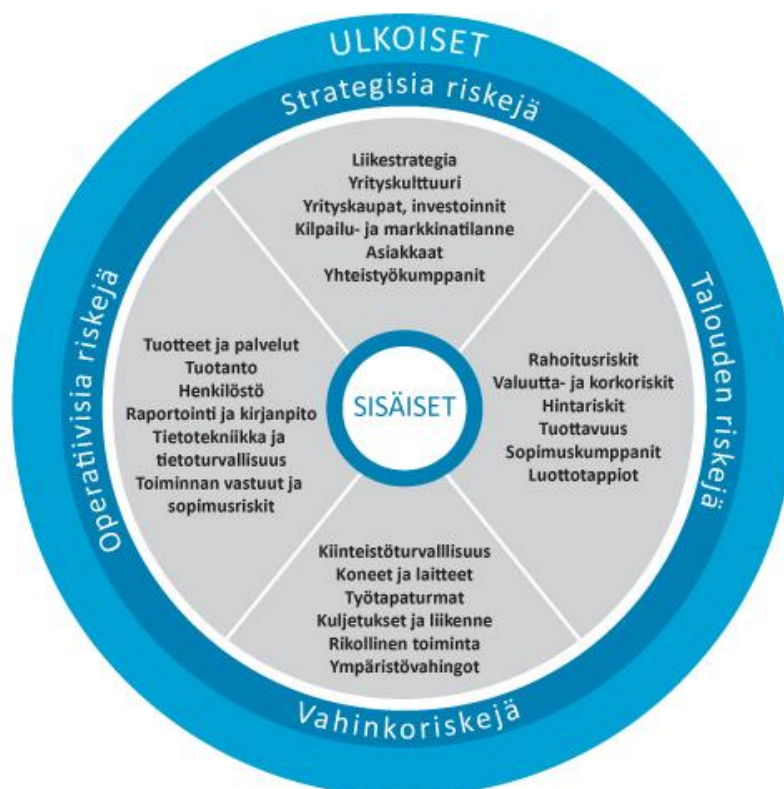 ULKOISET
Strategisia riskejä
Liikestrategia
Yrityskulttuuri
Yrityskaupat, investoinnit
Kilpailu- ja markkinatilanne
Asiakkaat
Yhteistyökumppanit
Operatiivisia riskejä
Tuotteet ja palvelut
Tuotanto
Henkilöstö
Raportointi ja kirjanpito
Tietotekniikka ja
tietoturvallisuus
Toiminnan vastuut ja
sopimusriskit
SISÄISET
Talouden riskejä
Rahoitusriskit
Valuutta- ja korkoriskit
Hintariskit
Tuottavuus
Sopimuskumppanit
Luottotappiot
Kiinteistöturvalllisuus
Koneet ja laitteet
Työtapaturmat
Kuljetukset ja liikenne
Rikollinen toiminta
Ympäristövahingot
Vahinkoriskejä